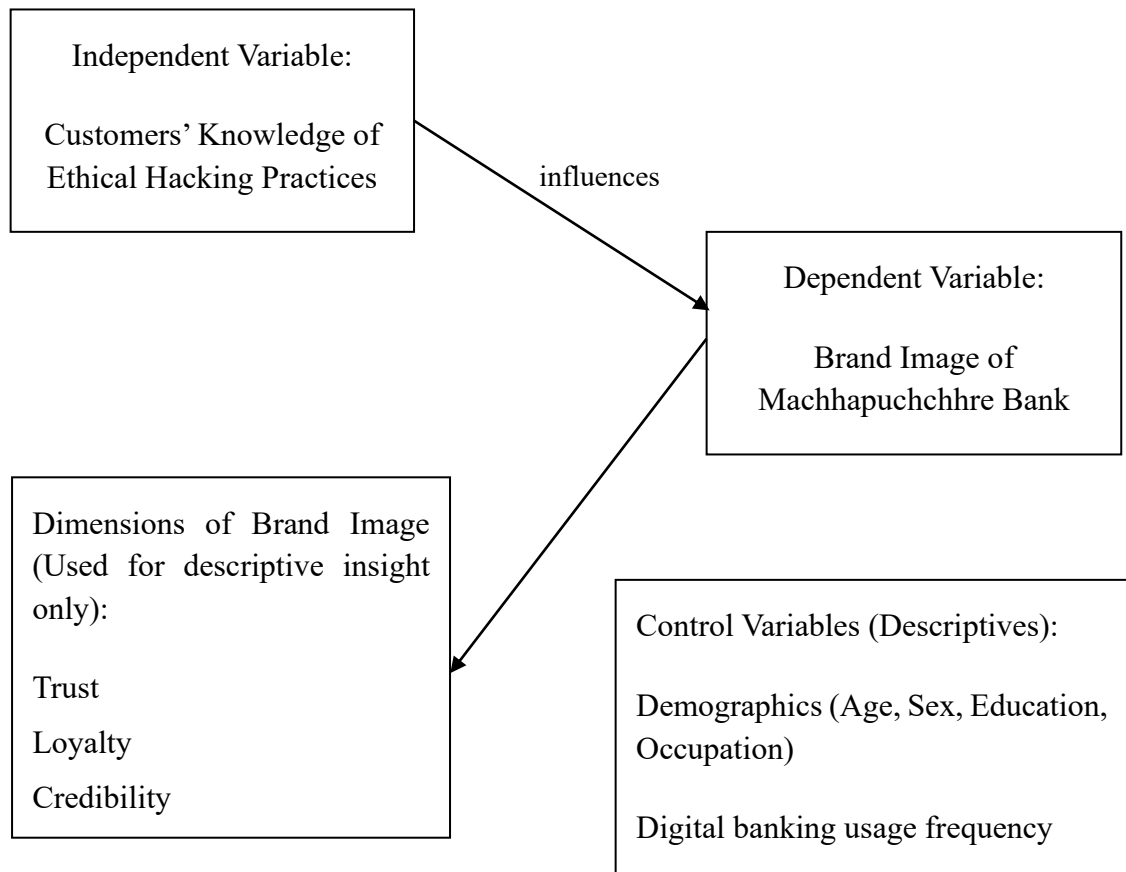 Independent Variable:
Customers’ Knowledge of
Ethical Hacking Practices
influences
Dependent Variable:
Brand Image of
Machhapuchchhre Bank
Dimensions of Brand Image
(Used for descriptive insight
only):
Trust
Loyalty
Credibility
Control Variables (Descriptives):
Demographics (Age, Sex, Education,
Occupation)
Digital banking usage frequency